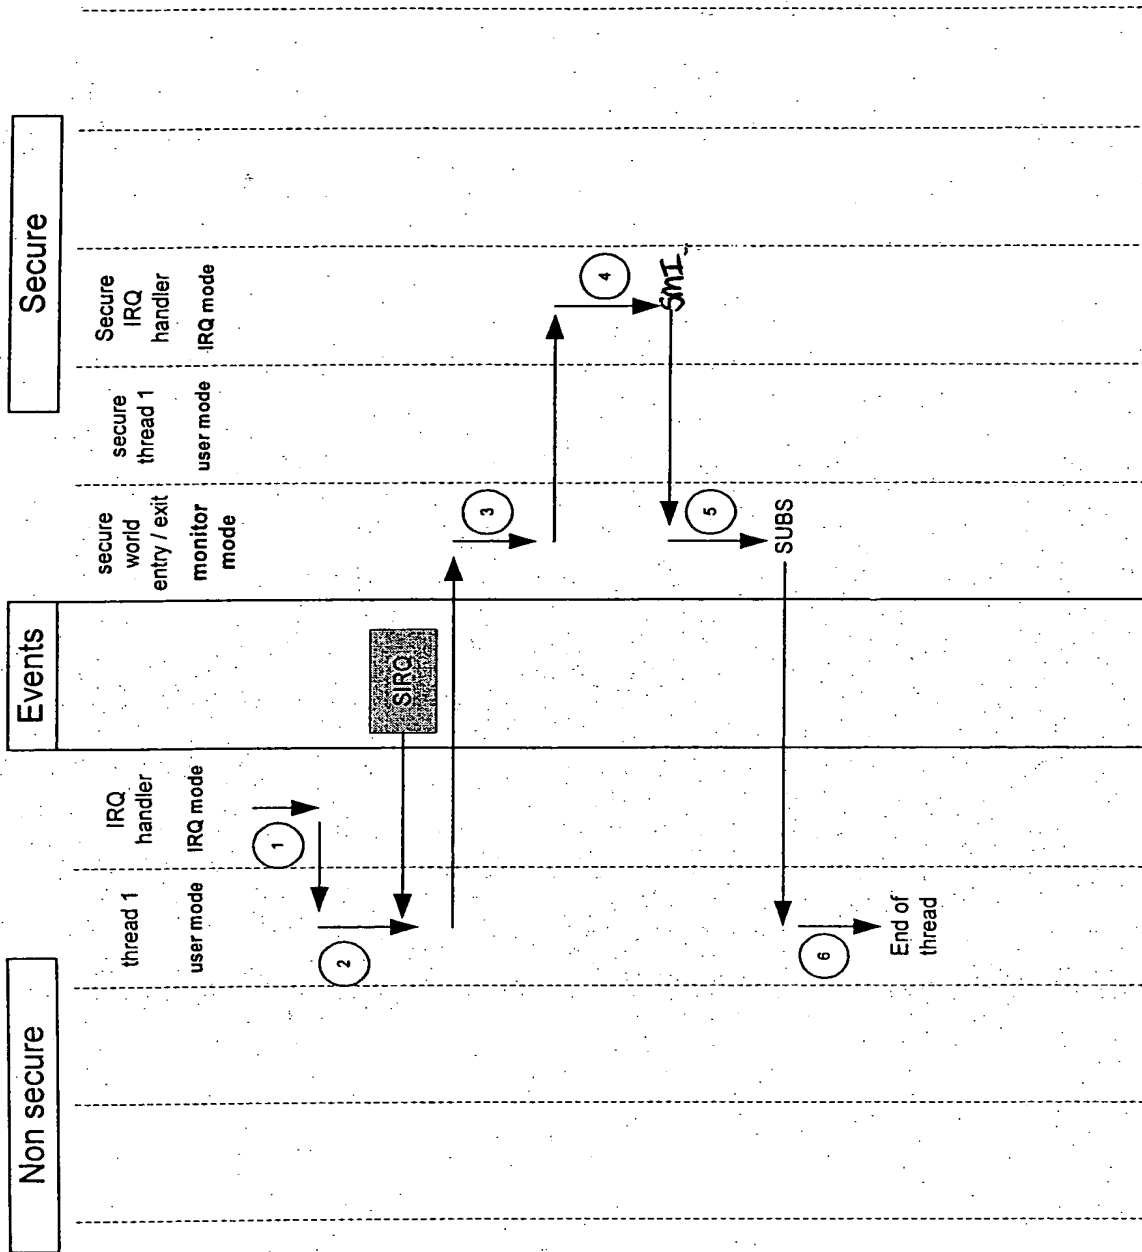 Non secure
Events
Secure
thread 1
user mode
IRQ
handler
IRQ mode
secure
world
entry / exit
monitor
mode
secure
thread 1
user mode
Secure
IRQ
handler
IRQ mode
1
2
SIRQ
3
4
SMI
5
SUBS
6
End of
thread